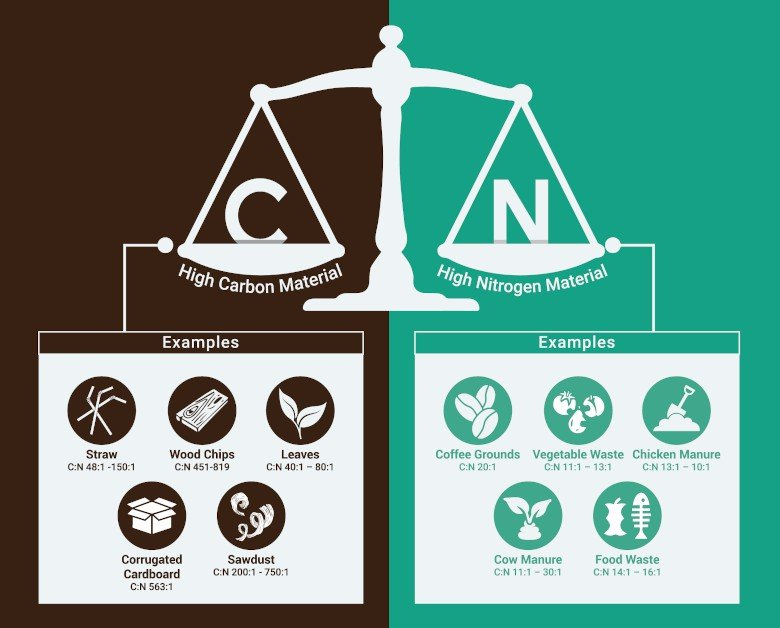 C
N
High Carbon Material
High Nitrogen Material
Examples
Straw
C:N 48:1 -150:1
Wood Chips
C:N 451-819
Leaves
C:N 40:1 – 80:1
Corrugated
Cardboard
C:N 563:1
Sawdust
C:N 200:1 - 750:1
Examples
Coffee Grounds
C:N 20:1
Vegetable Waste
C:N 11:1 – 13:1
Chicken Manure
C:N 13:1 – 10:1
Cow Manure
C:N 11:1 – 30:1
Food Waste
C:N 14:1 – 16:1